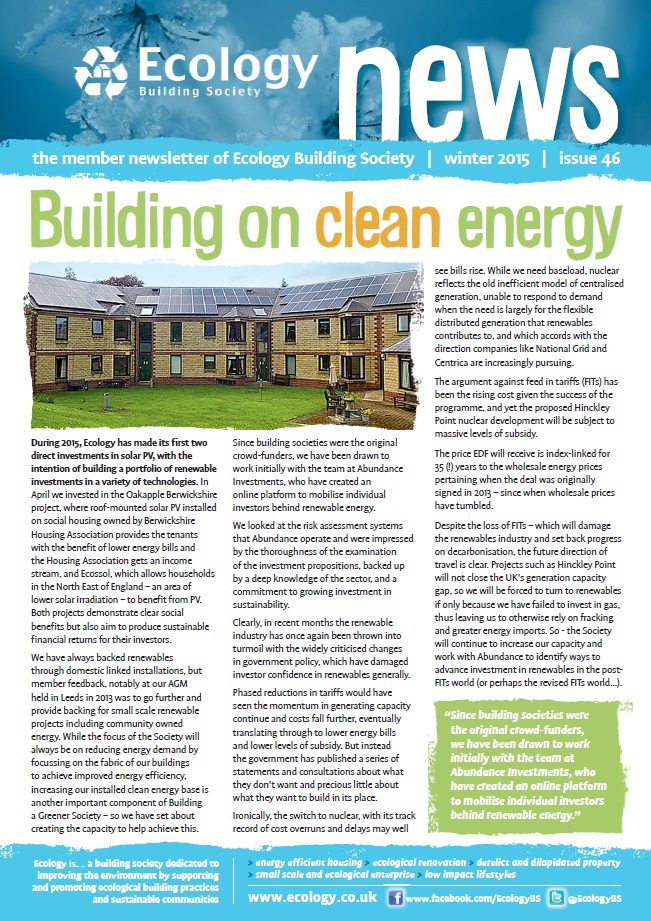 Ecology
Building Society
news
the member newsletter of Ecology Building Society | winter 2015 | issue 46
Building on clean energy
During 2015, Ecology has made its first two
direct investments in solar PV, with the
intention of building a portfolio of renewable
investments in a variety of technologies. In
April we invested in the Oakapple Berwickshire
project, where roof-mounted solar PV installed
on social housing owned by Berwickshire
Housing Association provides the tenants
with the benefit of lower energy bills and
the Housing Association gets an income
stream, and Ecossol, which allows households
in the North East of England – an area of
lower solar irradiation – to benefit from PV.
Both projects demonstrate clear social
benefits but also aim to produce sustainable
financial returns for their investors.
We have always backed renewables
through domestic linked installations, but
member feedback, notably at our AGM
held in Leeds in 2013 was to go further and
provide backing for small scale renewable
projects including community owned
energy. While the focus of the Society will
always be on reducing energy demand by
focussing on the fabric of our buildings
to achieve improved energy efficiency,
increasing our installed clean energy base is
another important component of Building
a Greener Society – so we have set about
creating the capacity to help achieve this.
Since building societies were the original
crowd-funders, we have been drawn to
work initially with the team at Abundance
Investments, who have created an
online platform to mobilise individual
investors behind renewable energy.
We looked at the risk assessment systems
that Abundance operate and were impressed
by the thoroughness of the examination
of the investment propositions, backed up
by a deep knowledge of the sector, and a
commitment to growing investment in
sustainability.
Clearly, in recent months the renewable
industry has once again been thrown into
turmoil with the widely criticised changes
in government policy, which have damaged
investor confidence in renewables generally.
Phased reductions in tariffs would have
seen the momentum in generating capacity
continue and costs fall further, eventually
translating through to lower energy bills
and lower levels of subsidy. But instead
the government has published a series of
statements and consultations about what
they don't want and precious little about
what they want to build in its place.
Ironically, the switch to nuclear, with its track
record of cost overruns and delays may well
see bills rise. While we need baseload, nuclear
reflects the old inefficient model of centralised
generation, unable to respond to demand
when the need is largely for the flexible
distributed generation that renewables
contributes to, and which accords with the
direction companies like National Grid and
Centrica are increasingly pursuing.
The argument against feed in tariffs (FITs) has
been the rising cost given the success of the
programme, and yet the proposed Hinckley
Point nuclear development will be subject to
massive levels of subsidy.
The price EDF will receive is index-linked for
35 (!) years to the wholesale energy prices
pertaining when the deal was originally
signed in 2013 – since when wholesale prices
have tumbled.
Despite the loss of FITs – which will damage
the renewables industry and set back progress
on decarbonisation, the future direction of
travel is clear. Projects such as Hinckley Point
will not close the UK's generation capacity
gap, so we will be forced to turn to renewables
if only because we have failed to invest in gas,
thus leaving us to otherwise rely on fracking
and greater energy imports. So - the Society
will continue to increase our capacity and
work with Abundance to identify ways to
advance investment in renewables in the post-
FITs world (or perhaps the revised FITs world...).
“Since building societies were
the original crowd-funders,
we have been drawn to work
initially with the team at
Abundance Investments, who
have created an online platform
to mobilise individual investors
behind renewable energy.”
Ecology is.... a building society dedicated to
improving the environment by supporting
and promoting ecological building practices
and sustainable communities
> energy efficient housing > ecological renovation > derelict and dilapidated property
> small scale and ecological enterprise > low impact lifestyles
www.ecology.co.uk f www.facebook.com/EcologyBS @EcologyBS